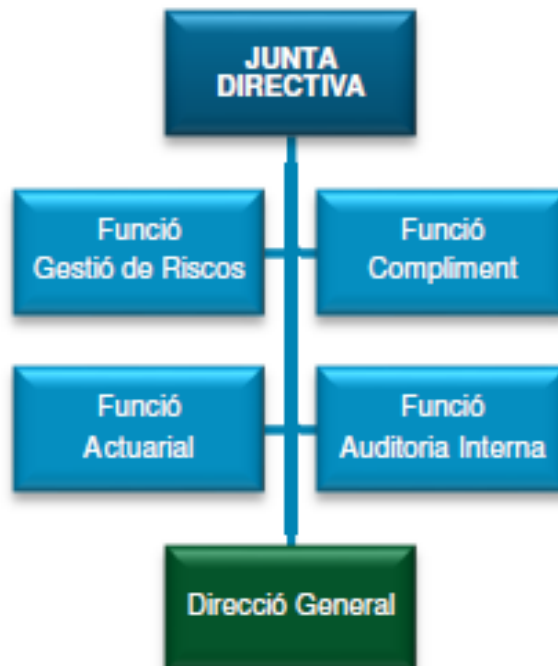 JUNTA
DIRECTIVA
Funció
Gestió de Riscos
Funció
Compliment
Funció
Actuarial
Funció
Auditoria Interna
Direcció General